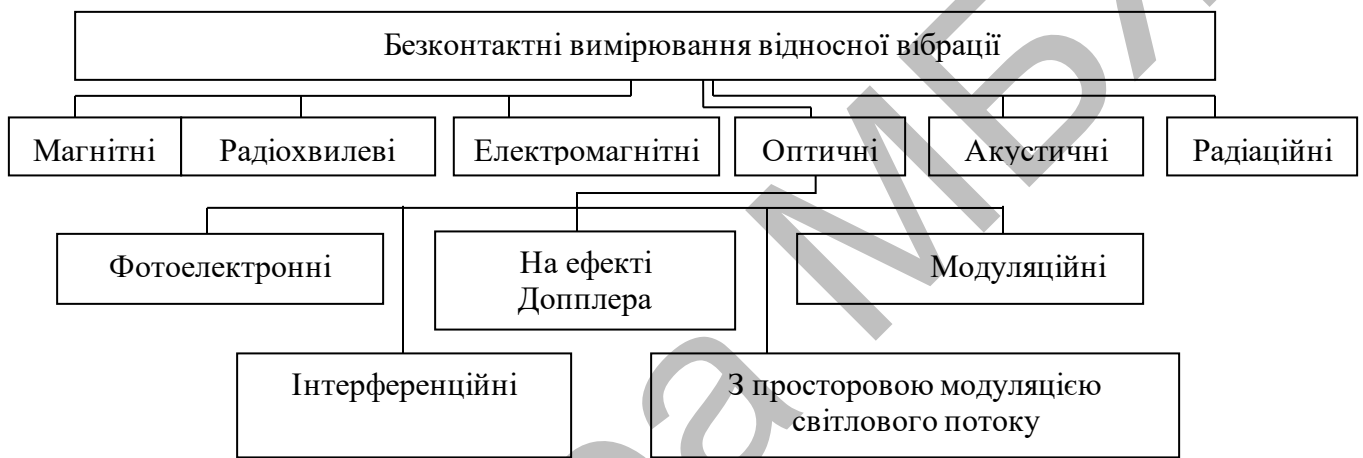 Безконтактні вимірювання відносної вібрації
Магнітні
Радіохвилеві
Електромагнітні
Оптичні
Акустичні
Радіаційні
Фотоелектронні
На ефекті
Допплера
Модуляційні
Інтерференційні
З просторовою модуляцією
світлового потоку